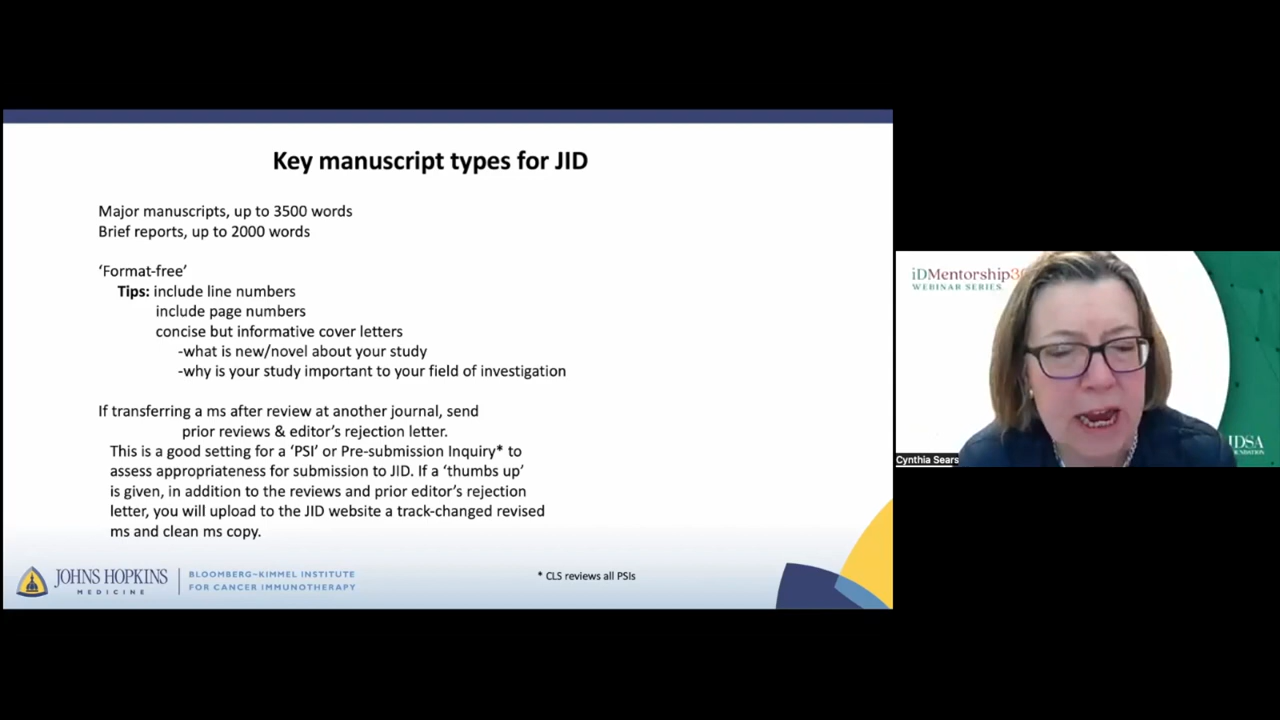 Key manuscript types for JID
Major manuscripts, up to 3500 words
Brief reports, up to 2000 words
‘Format-free’
Tips: include line numbers
include page numbers
concise but informative cover letters
-what is new/novel about your study
-why is your study important to your field of investigation
If transferring a ms after review at another journal, send
prior reviews & editor’s rejection letter.
This is a good setting for a ‘PSI’ or Pre-submission Inquiry* to
assess appropriateness for submission to JID. If a ‘thumbs up’
is given, in addition to the reviews and prior editor’s rejection
letter, you will upload to the JID website a track-changed revised
ms and clean ms copy.
JOHNS HOPKINS
MEDICINE
BLOOMBERG~KIMMEL INSTITUTE
FOR CANCER IMMUNOTHERAPY
* CLS reviews all PSIs
iDMentorship3
WEBINAR SERIES
IDSA
FOUNDATION
Cynthia Sears